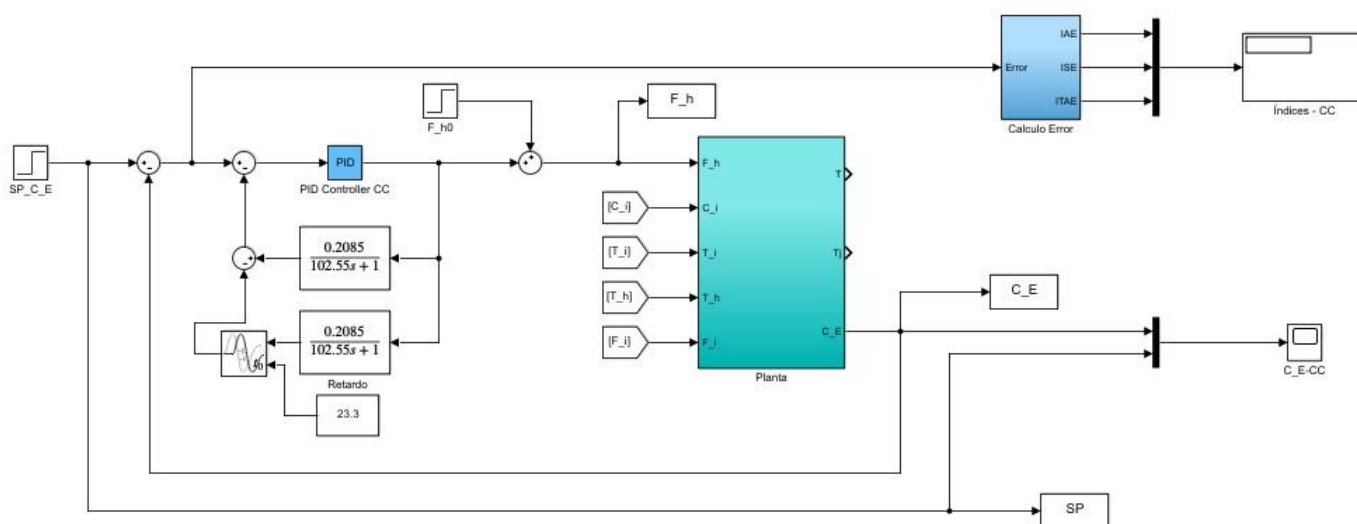 IAE
Error
ISE
ITAE
Calculo Error
Índices - CC
F_h0
F_h
SP_C_E
PID
PID Controller CC
F_h
T
[C_i]
C_i
0.2085
102.55s + 1
[T_i]
T_i
Tj
[T_h]
T_h
C_E
0.2085
102.55s + 1
Retardo
[F_i]
F_i
C_E
Planta
C_E-CC
23.3
SP